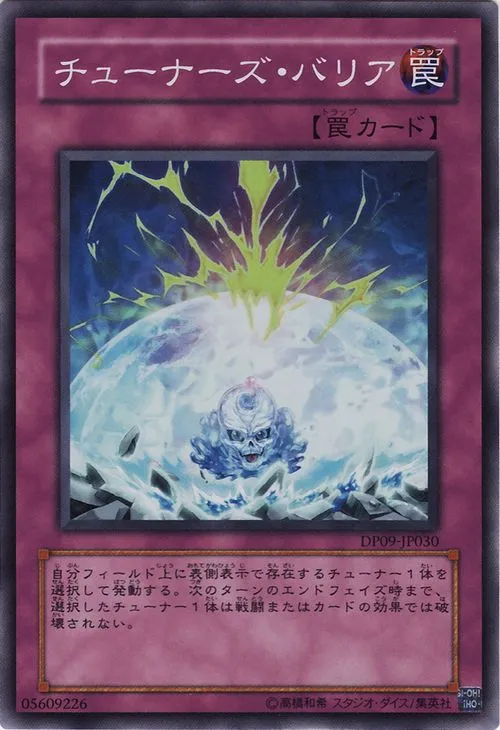 チューナーズ・バリア 罠
【罠カード】
DP09-JP030
自分フィールド上に表側表示で存在するチューナー1体を
選択して発動する。次のターンのエンドフェイズ時まで、
選択したチューナー1体は戦闘またはカードの効果では破
壊されない。
05609226
©高橋和希 スタジオ・ダイス/集英社